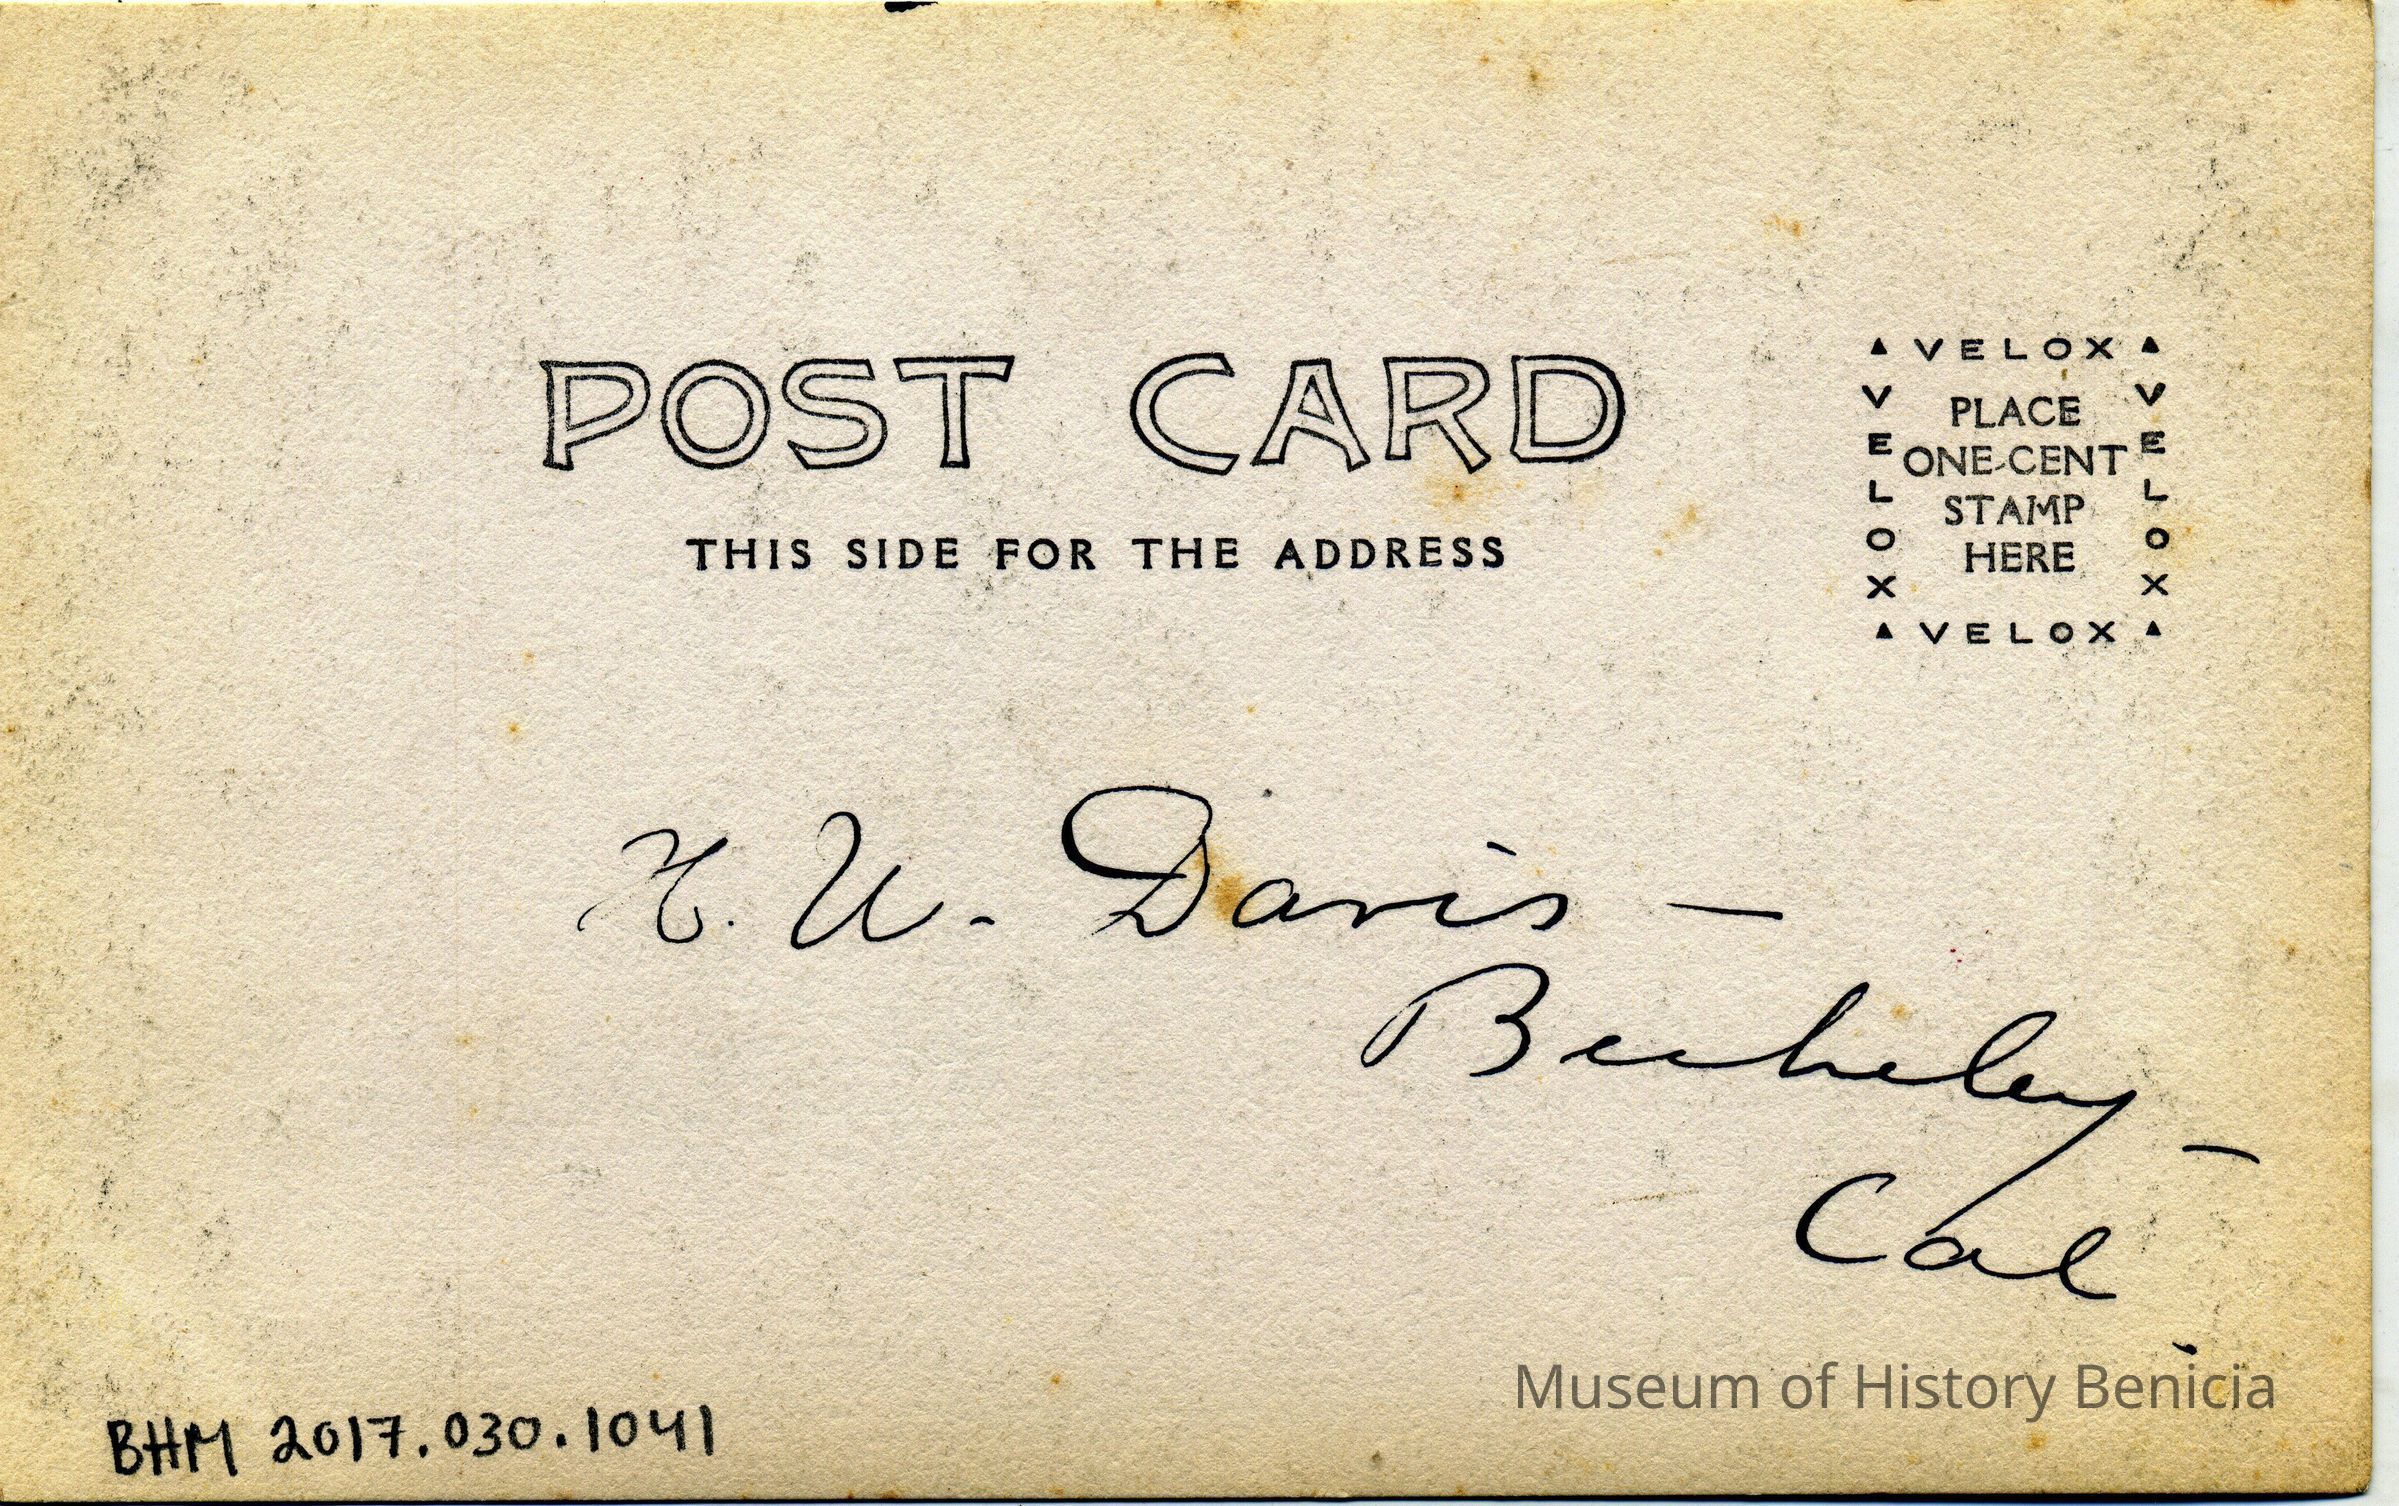 POST CARD
THIS SIDE FOR THE ADDRESS
VELOX
VELOX
PLACE
ONE-CENT
STAMP
HERE
VELOX
VELOX
H. W. Davis —
Berkeley —
Cal
BHM 2017.030.1041
Museum of History Benicia